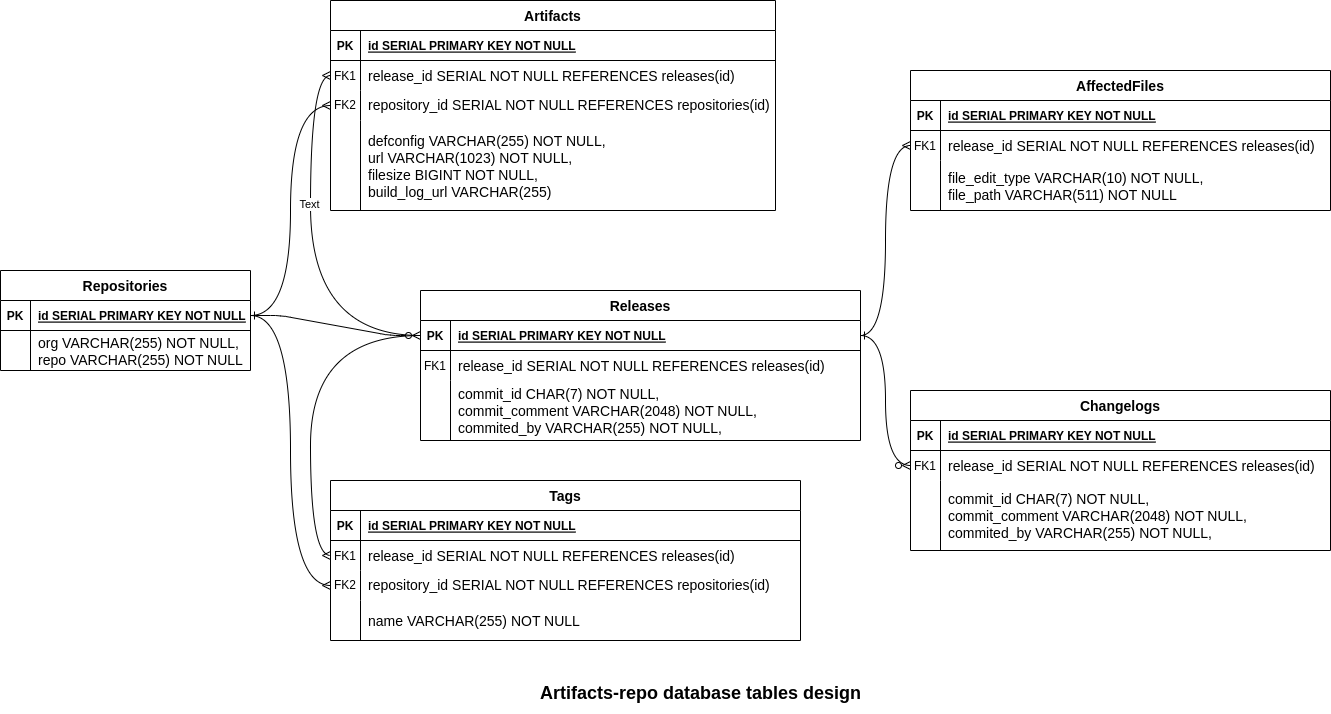 Artifacts
PK id SERIAL PRIMARY KEY NOT NULL
FK1 release_id SERIAL NOT NULL REFERENCES releases(id)
FK2 repository_id SERIAL NOT NULL REFERENCES repositories(id)
defconfig VARCHAR(255) NOT NULL,
url VARCHAR(1023) NOT NULL,
filesize BIGINT NOT NULL,
build_log_url VARCHAR(255)
Text
AffectedFiles
PK id SERIAL PRIMARY KEY NOT NULL
FK1 release_id SERIAL NOT NULL REFERENCES releases(id)
file_edit_type VARCHAR(10) NOT NULL,
file_path VARCHAR(511) NOT NULL
Repositories
PK id SERIAL PRIMARY KEY NOT NULL
org VARCHAR(255) NOT NULL,
repo VARCHAR(255) NOT NULL
Releases
PK id SERIAL PRIMARY KEY NOT NULL
FK1 release_id SERIAL NOT NULL REFERENCES releases(id)
commit_id CHAR(7) NOT NULL,
commit_comment VARCHAR(2048) NOT NULL,
commited_by VARCHAR(255) NOT NULL,
Changelogs
PK id SERIAL PRIMARY KEY NOT NULL
FK1 release_id SERIAL NOT NULL REFERENCES releases(id)
commit_id CHAR(7) NOT NULL,
commit_comment VARCHAR(2048) NOT NULL,
commited_by VARCHAR(255) NOT NULL,
Tags
PK id SERIAL PRIMARY KEY NOT NULL
FK1 release_id SERIAL NOT NULL REFERENCES releases(id)
FK2 repository_id SERIAL NOT NULL REFERENCES repositories(id)
name VARCHAR(255) NOT NULL
Artifacts-repo database tables design